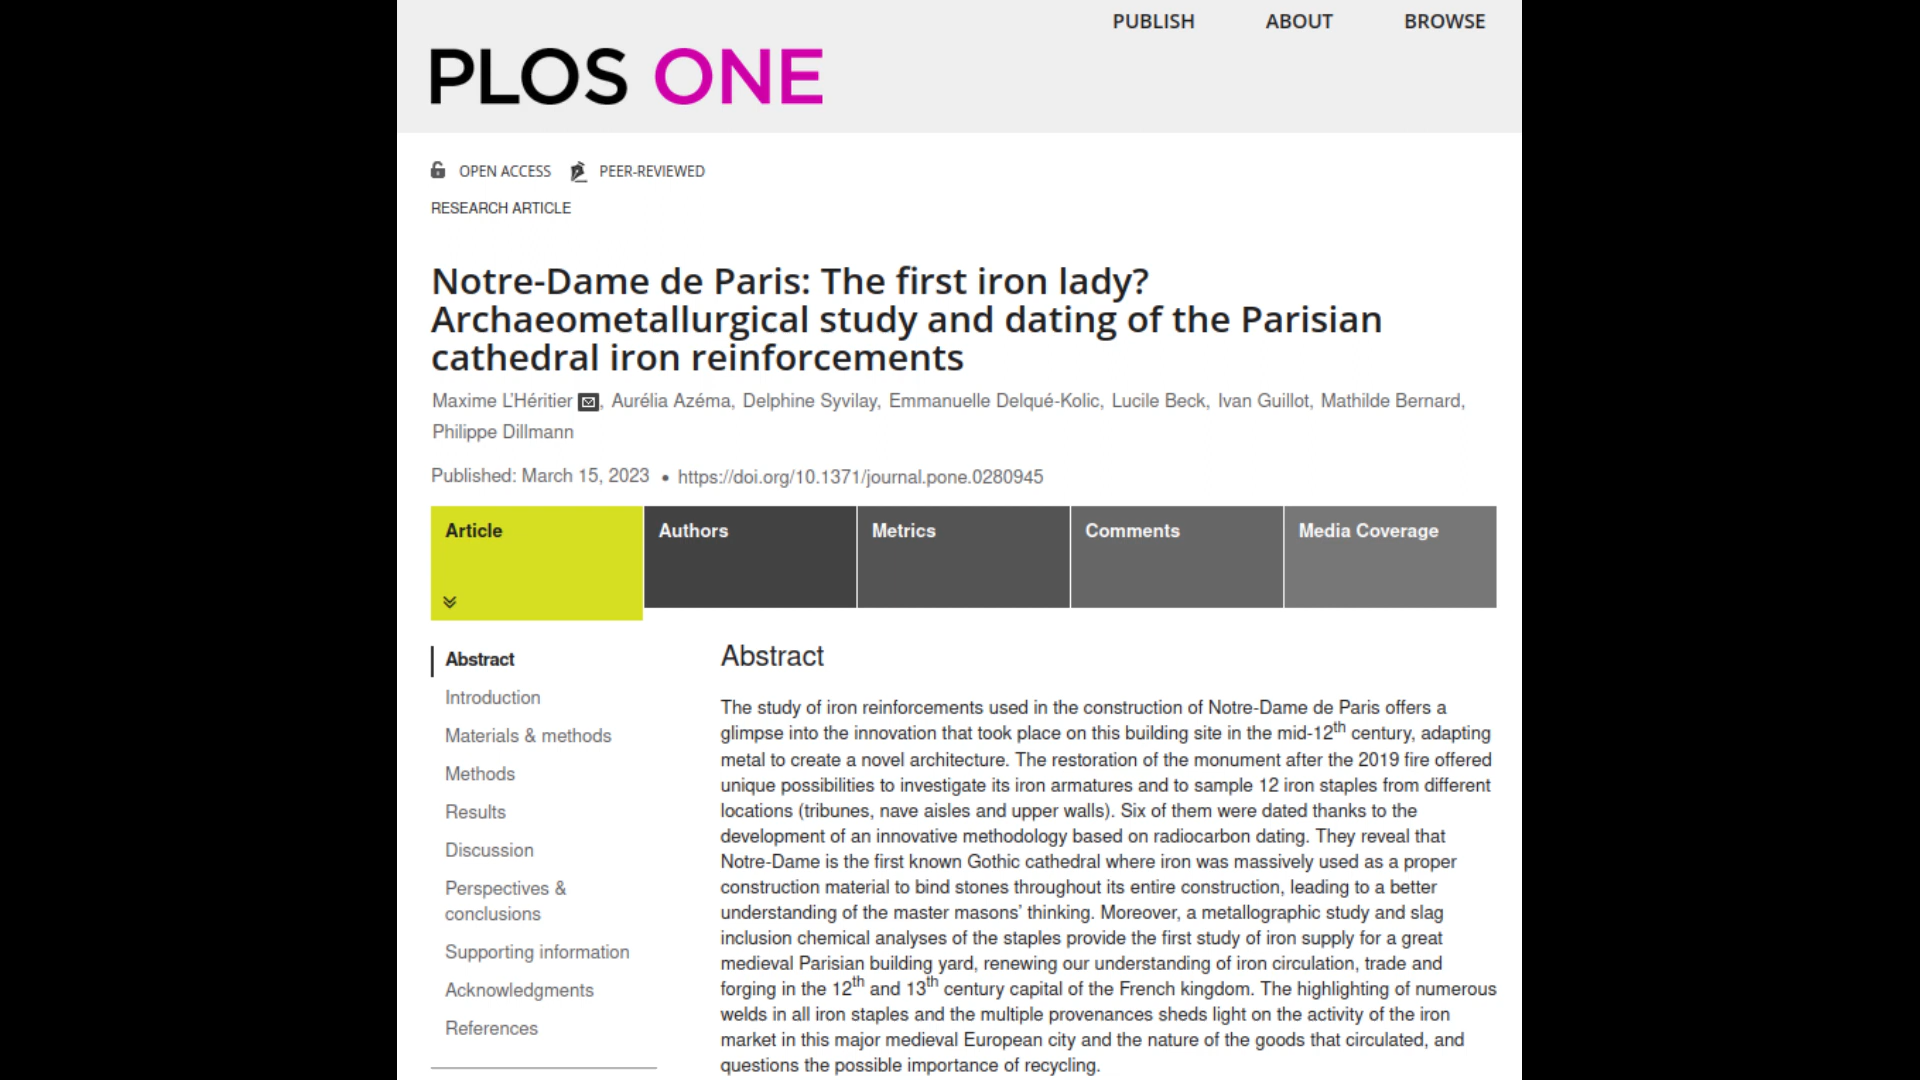 PUBLISH ABOUT BROWSE
PLOS ONE
OPEN ACCESS PEER-REVIEWED
RESEARCH ARTICLE
Notre-Dame de Paris: The first iron lady?
Archaeometallurgical study and dating of the Parisian
cathedral iron reinforcements
Maxime L'Héritier, Aurélia Azéma, Delphine Syvilay, Emmanuelle Delqué-Kolic, Lucile Beck, Ivan Guillot, Mathilde Bernard,
Philippe Dillmann
Published: March 15, 2023 • https://doi.org/10.1371/journal.pone.0280945
Article Authors Metrics Comments Media Coverage
Abstract
Introduction
Materials & methods
Methods
Results
Discussion
Perspectives &
conclusions
Supporting information
Acknowledgments
References
Abstract
The study of iron reinforcements used in the construction of Notre-Dame de Paris offers a
glimpse into the innovation that took place on this building site in the mid-12th century, adapting
metal to create a novel architecture. The restoration of the monument after the 2019 fire offered
unique possibilities to investigate its iron armatures and to sample 12 iron staples from different
locations (tribunes, nave aisles and upper walls). Six of them were dated thanks to the
development of an innovative methodology based on radiocarbon dating. They reveal that
Notre-Dame is the first known Gothic cathedral where iron was massively used as a proper
construction material to bind stones throughout its entire construction, leading to a better
understanding of the master masons' thinking. Moreover, a metallographic study and slag
inclusion chemical analyses of the staples provide the first study of iron supply for a great
medieval Parisian building yard, renewing our understanding of iron circulation, trade and
forging in the 12th and 13th century capital of the French kingdom. The highlighting of numerous
welds in all iron staples and the multiple provenances sheds light on the activity of the iron
market in this major medieval European city and the nature of the goods that circulated, and
questions the possible importance of recycling.